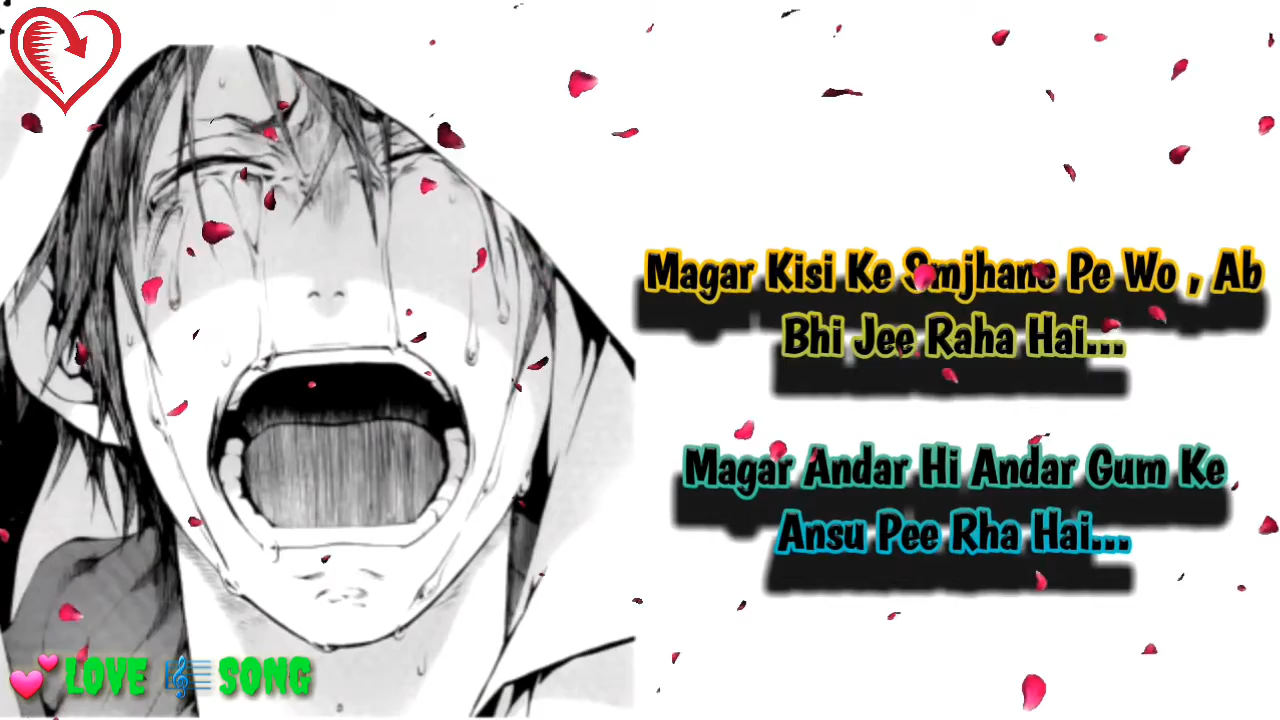 Magar Kisi Ke Smjhane Pe Wo , Ab
Bhi Jee Raha Hai...
Magar Andar Hi Andar Gum Ke
Ansu Pee Rha Hai...
LOVE SONG